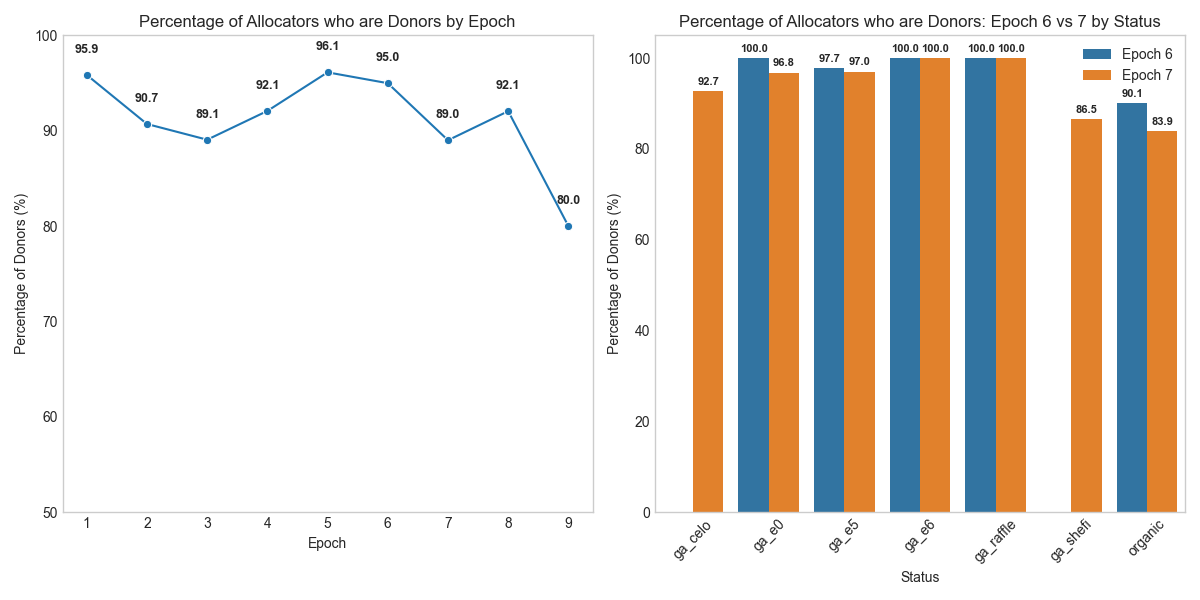 Percentage of Allocators who are Donors by Epoch
Percentage of Donors (%)
100
90
80
70
60
50
95.9
90.7
89.1
92.1
96.1
95.0
89.0
92.1
80.0
1 2 3 4 5 6 7 8 9
Epoch
Percentage of Allocators who are Donors: Epoch 6 vs 7 by Status
Percentage of Donors (%)
100
80
60
40
20
0
Epoch 6
Epoch 7
92.7
100.0 96.8
97.7 97.0
100.0 100.0
100.0 100.0
86.5
90.1 83.9
ga_celo ga_e0 ga_e5 ga_e6 ga_raffle ga_shefi organic
Status